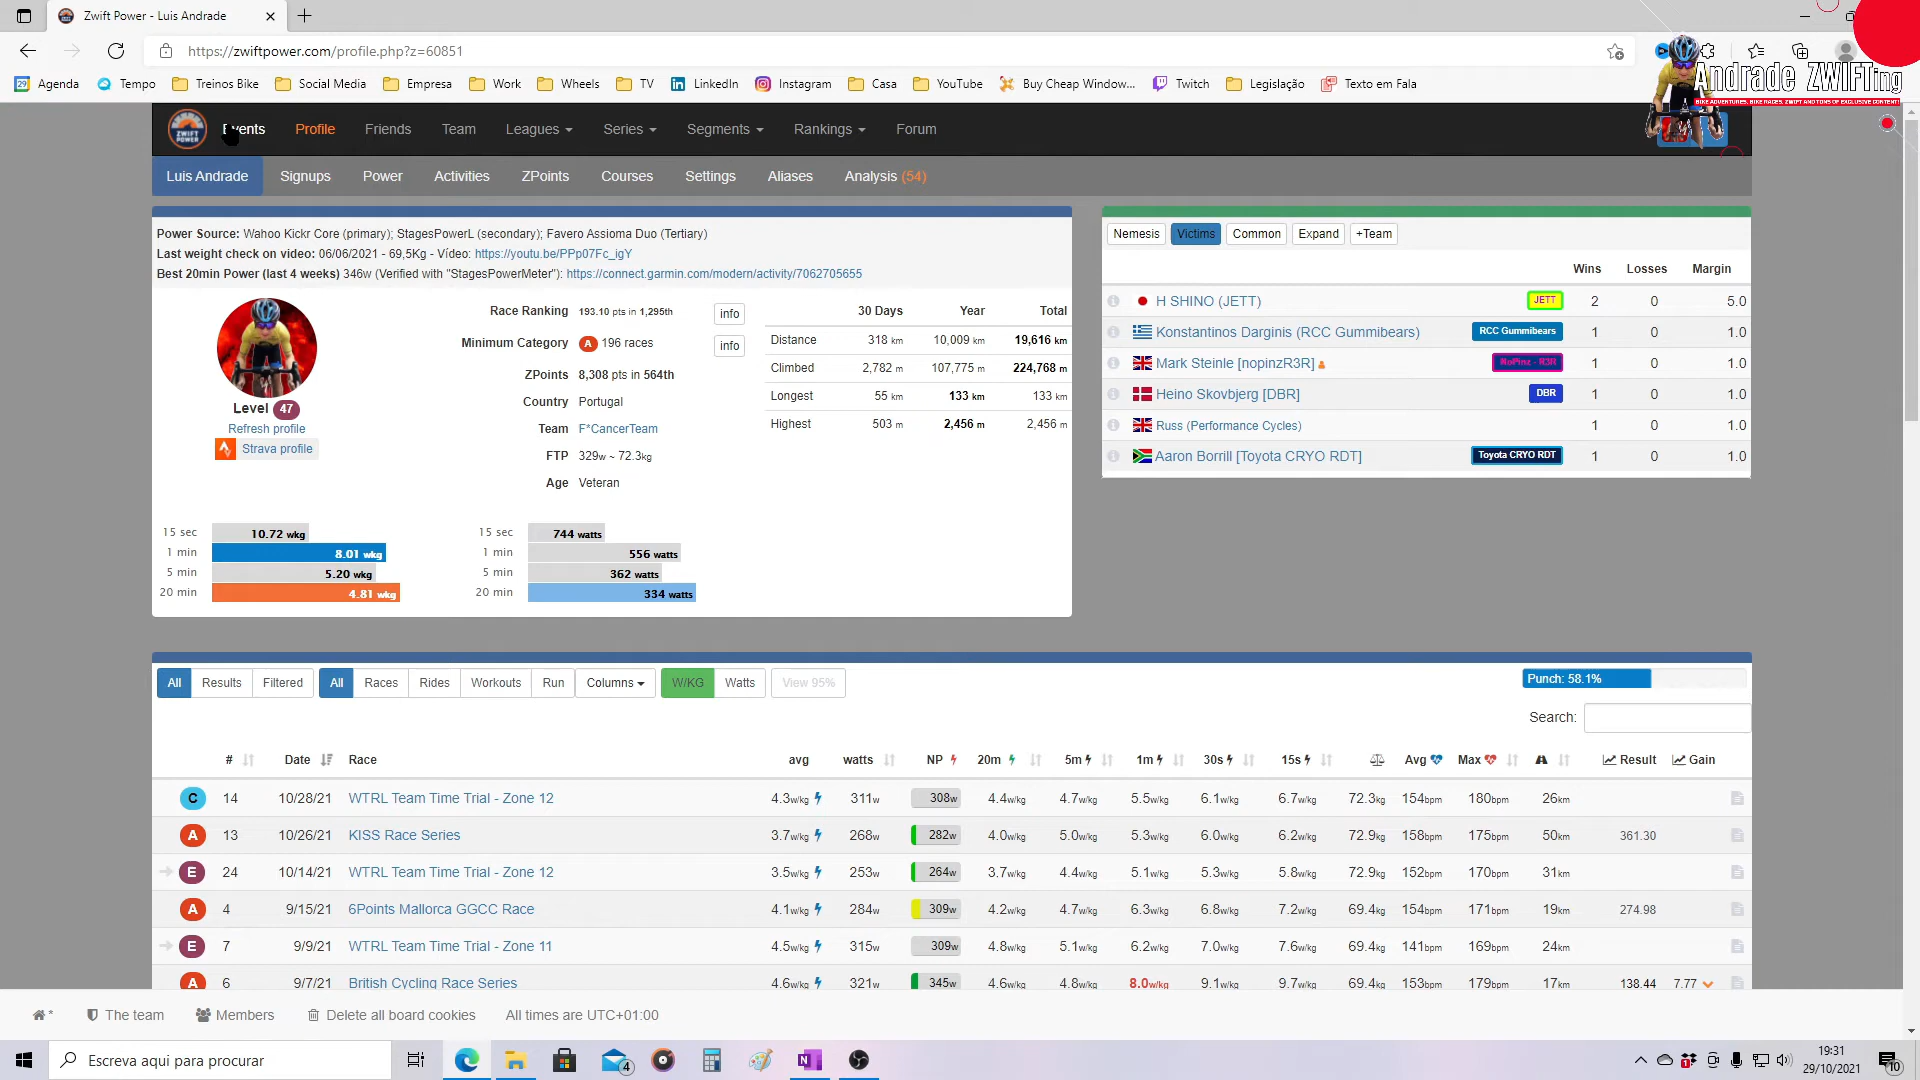 Zwift Power - Luis Andrade
https://zwiftpower.com/profile.php?z=60851
Agenda Tempo Treinos Bike Social Media Empresa Work Wheels TV LinkedIn Instagram Casa YouTube Buy Cheap Window... Twitch Legislação Texto em Fala
Andrade ZWIFTing
BIKE ADVENTURES, BIKE RACES, ZWIFT AND TONS OF EXCLUSIVE CONTENT!
ZWIFT POWER Events Profile Friends Team Leagues Series Segments Rankings Forum
Luis Andrade Signups Power Activities ZPoints Courses Settings Aliases Analysis (54)
Power Source: Wahoo Kickr Core (primary); StagesPowerL (secondary); Favero Assioma Duo (Tertiary)
Last weight check on video: 06/06/2021 - 69,5Kg - Vídeo: https://youtu.be/PPp07Fc_igY
Best 20min Power (last 4 weeks) 346w (Verified with "StagesPowerMeter"): https://connect.garmin.com/modern/activity/7062705655
Level 47
Refresh profile
Strava profile
Race Ranking 193.10 pts in 1,295th info
Minimum Category A 196 races info
ZPoints 8,308 pts in 564th
Country Portugal
Team F*CancerTeam
FTP 329w ~ 72.3kg
Age Veteran
30 Days Year Total
Distance 318 km 10,009 km 19,616 km
Climbed 2,782 m 107,775 m 224,768 m
Longest 55 km 133 km 133 km
Highest 503 m 2,456 m 2,456 m
15 sec 10.72 wkg
1 min 8.01 wkg
5 min 5.20 wkg
20 min 4.81 wkg
15 sec 744 watts
1 min 556 watts
5 min 362 watts
20 min 334 watts
Nemesis Victims Common Expand +Team
Wins Losses Margin
H SHINO (JETT) JETT 2 0 5.0
Konstantinos Darginis (RCC Gummibears) RCC Gummibears 1 0 1.0
Mark Steinle [nopinzR3R] NoPinz - R3R 1 0 1.0
Heino Skovbjerg [DBR] DBR 1 0 1.0
Russ (Performance Cycles) 1 0 1.0
Aaron Borrill [Toyota CRYO RDT] Toyota CRYO RDT 1 0 1.0
All Results Filtered All Races Rides Workouts Run Columns W/KG Watts View 95%
Punch: 58.1%
Search:
# Date Race avg watts NP 20m 5m 1m 30s 15s Avg Max Result Gain
C 14 10/28/21 WTRL Team Time Trial - Zone 12 4.3w/kg 311w 308w 4.4w/kg 4.7w/kg 5.5w/kg 6.1w/kg 6.7w/kg 72.3kg 154bpm 180bpm 26km
A 13 10/26/21 KISS Race Series 3.7w/kg 268w 282w 4.0w/kg 5.0w/kg 5.3w/kg 6.0w/kg 6.2w/kg 72.9kg 158bpm 175bpm 50km 361.30
E 24 10/14/21 WTRL Team Time Trial - Zone 12 3.5w/kg 253w 264w 3.7w/kg 4.4w/kg 5.1w/kg 5.3w/kg 5.8w/kg 72.9kg 152bpm 170bpm 31km
A 4 9/15/21 6Points Mallorca GGCC Race 4.1w/kg 284w 309w 4.2w/kg 4.7w/kg 6.3w/kg 6.8w/kg 7.2w/kg 69.4kg 154bpm 171bpm 19km 274.98
E 7 9/9/21 WTRL Team Time Trial - Zone 11 4.5w/kg 315w 309w 4.8w/kg 5.1w/kg 6.2w/kg 7.0w/kg 7.6w/kg 69.4kg 141bpm 169bpm 24km
A 6 9/7/21 British Cycling Race Series 4.6w/kg 321w 345w 4.6w/kg 4.8w/kg 8.0w/kg 9.1w/kg 9.7w/kg 69.4kg 153bpm 179bpm 17km 138.44 7.77
* The team Members Delete all board cookies All times are UTC+01:00
Escreva aqui para procurar
4
19:31
29/10/2021
10